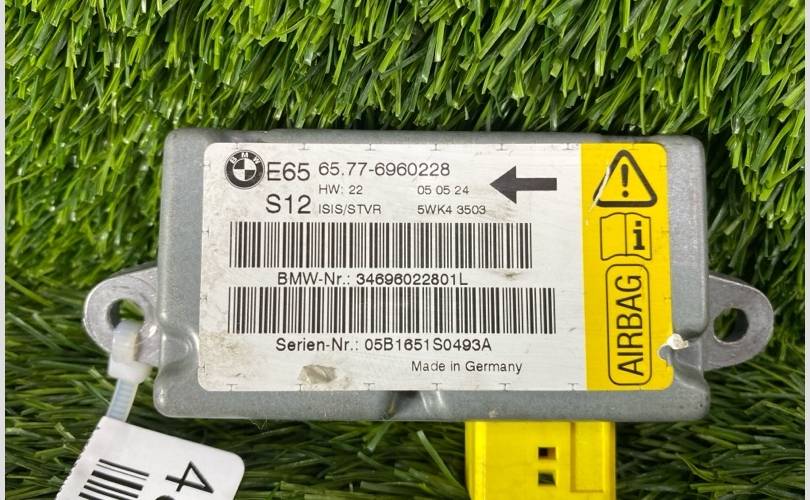 BMW
E65 65.77-6960228
HW: 22 05 05 24
S12 ISIS/STVR 5WK4 3503
BMW-Nr.: 34696022801L
Serien-Nr.: 05B1651S0493A
Made in Germany
!
i
AIRBAG